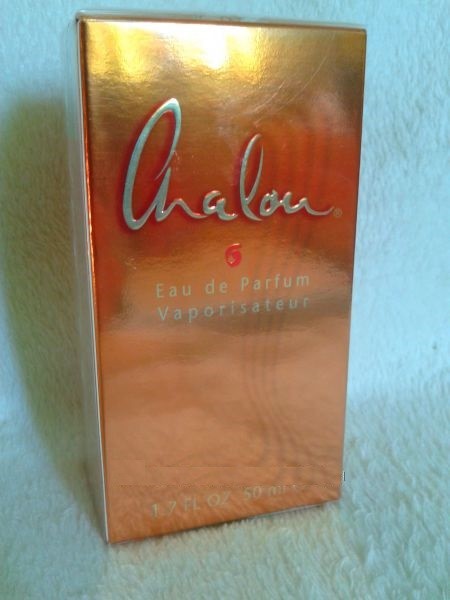 Chalou®
Eau de Parfum
Vaporisateur
1.7 FL OZ 50 ml e